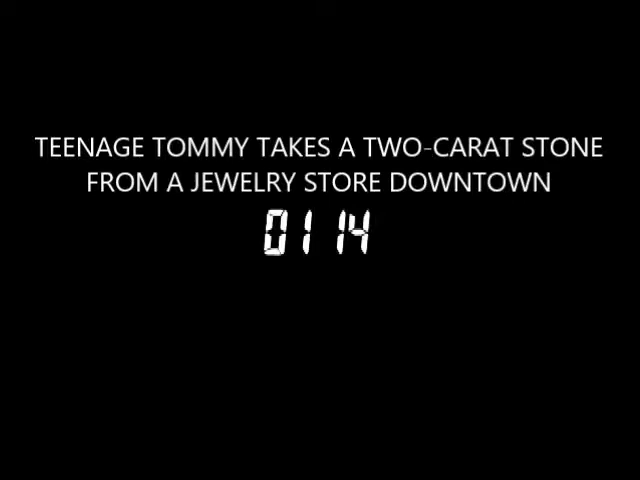 TEENAGE TOMMY TAKES A TWO-CARAT STONE
FROM A JEWELRY STORE DOWNTOWN
01 14